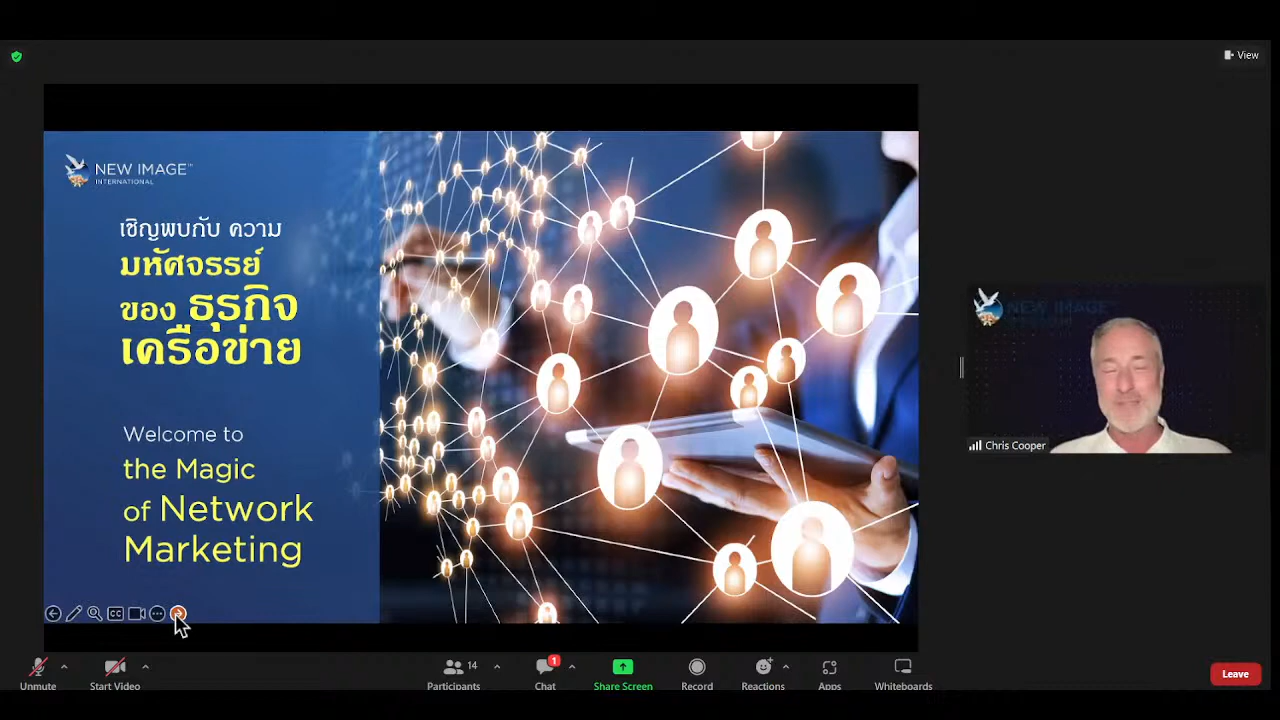 View
NEW IMAGE™
INTERNATIONAL
เชิญพบกับ ความ
มหัศจรรย์
ของ ธุรกิจ
เครือข่าย
Welcome to
the Magic
of Network
Marketing
CC
NEW IMAGE
Chris Cooper
Unmute
Start Video
14
Participants
1
Chat
Share Screen
Record
Reactions
Apps
Whiteboards
Leave